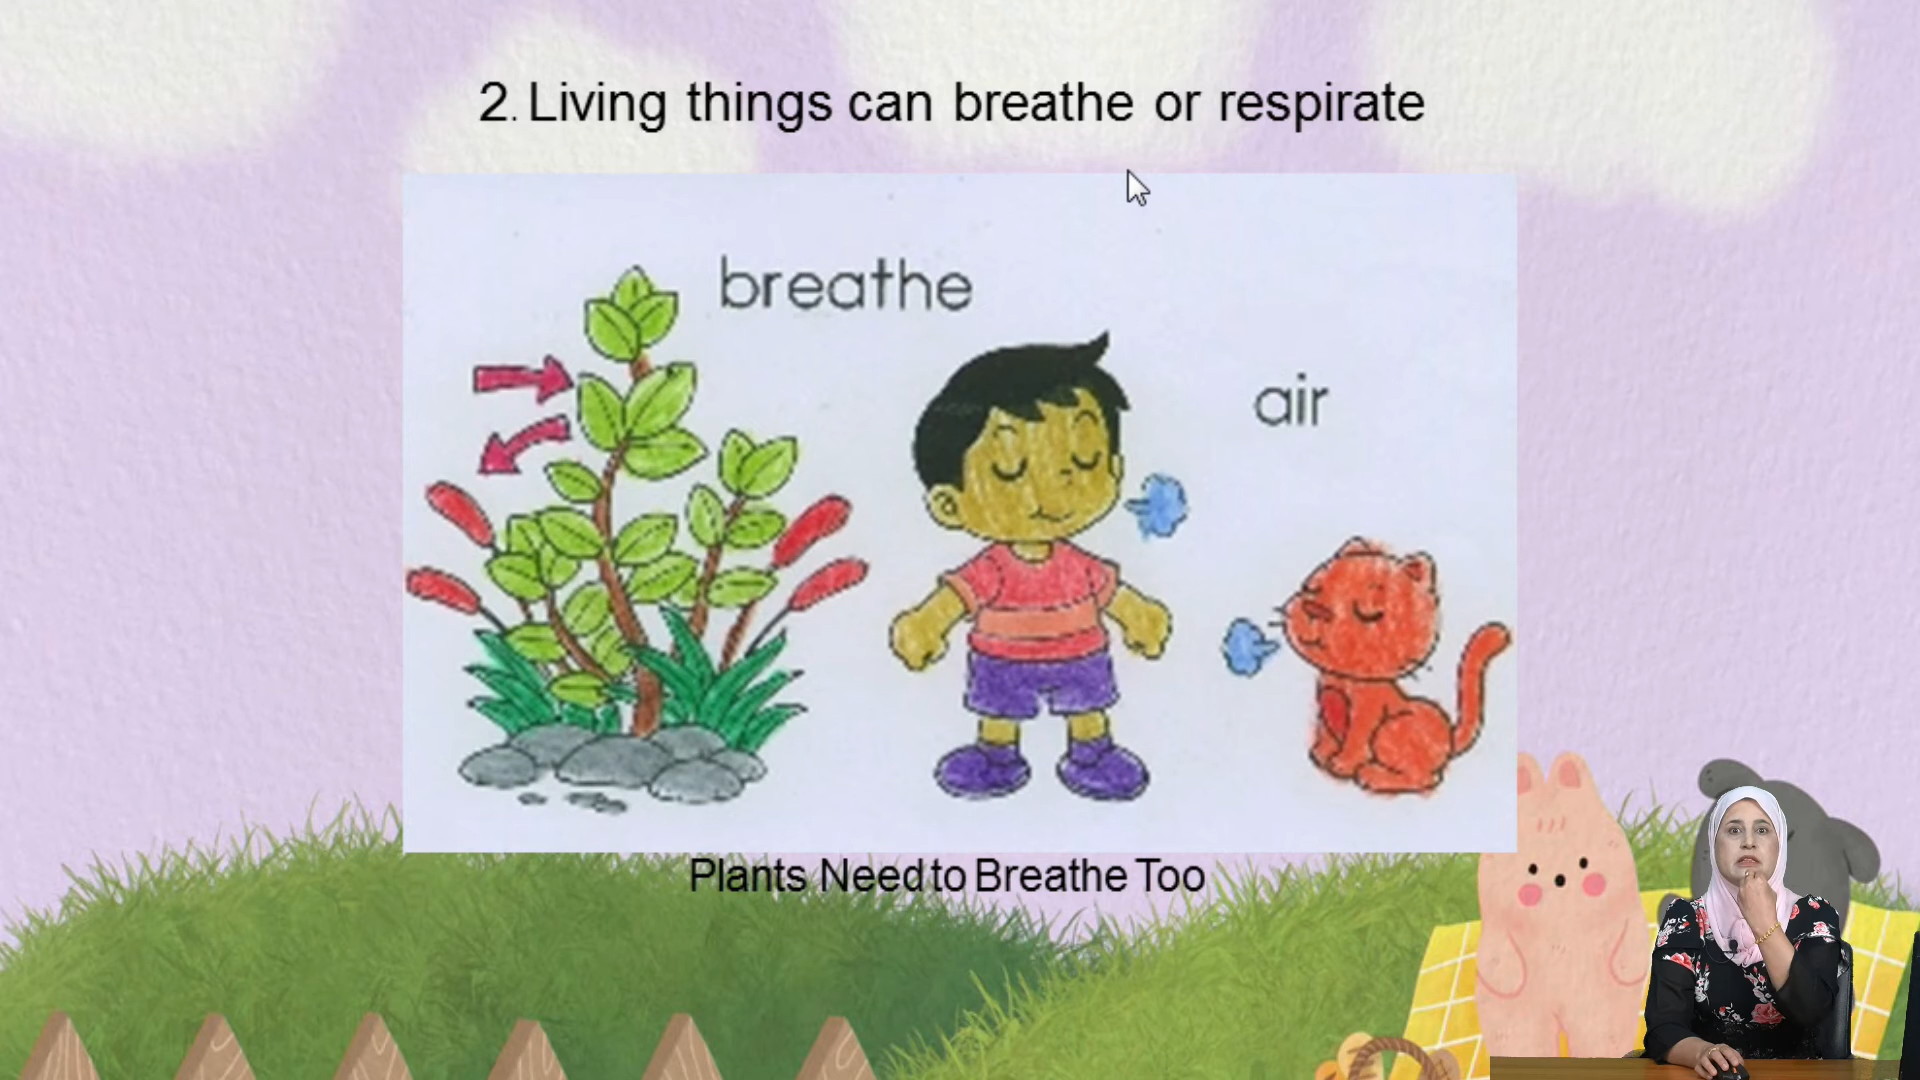 2. Living things can breathe or respirate
breathe
air
Plants Need to Breathe Too